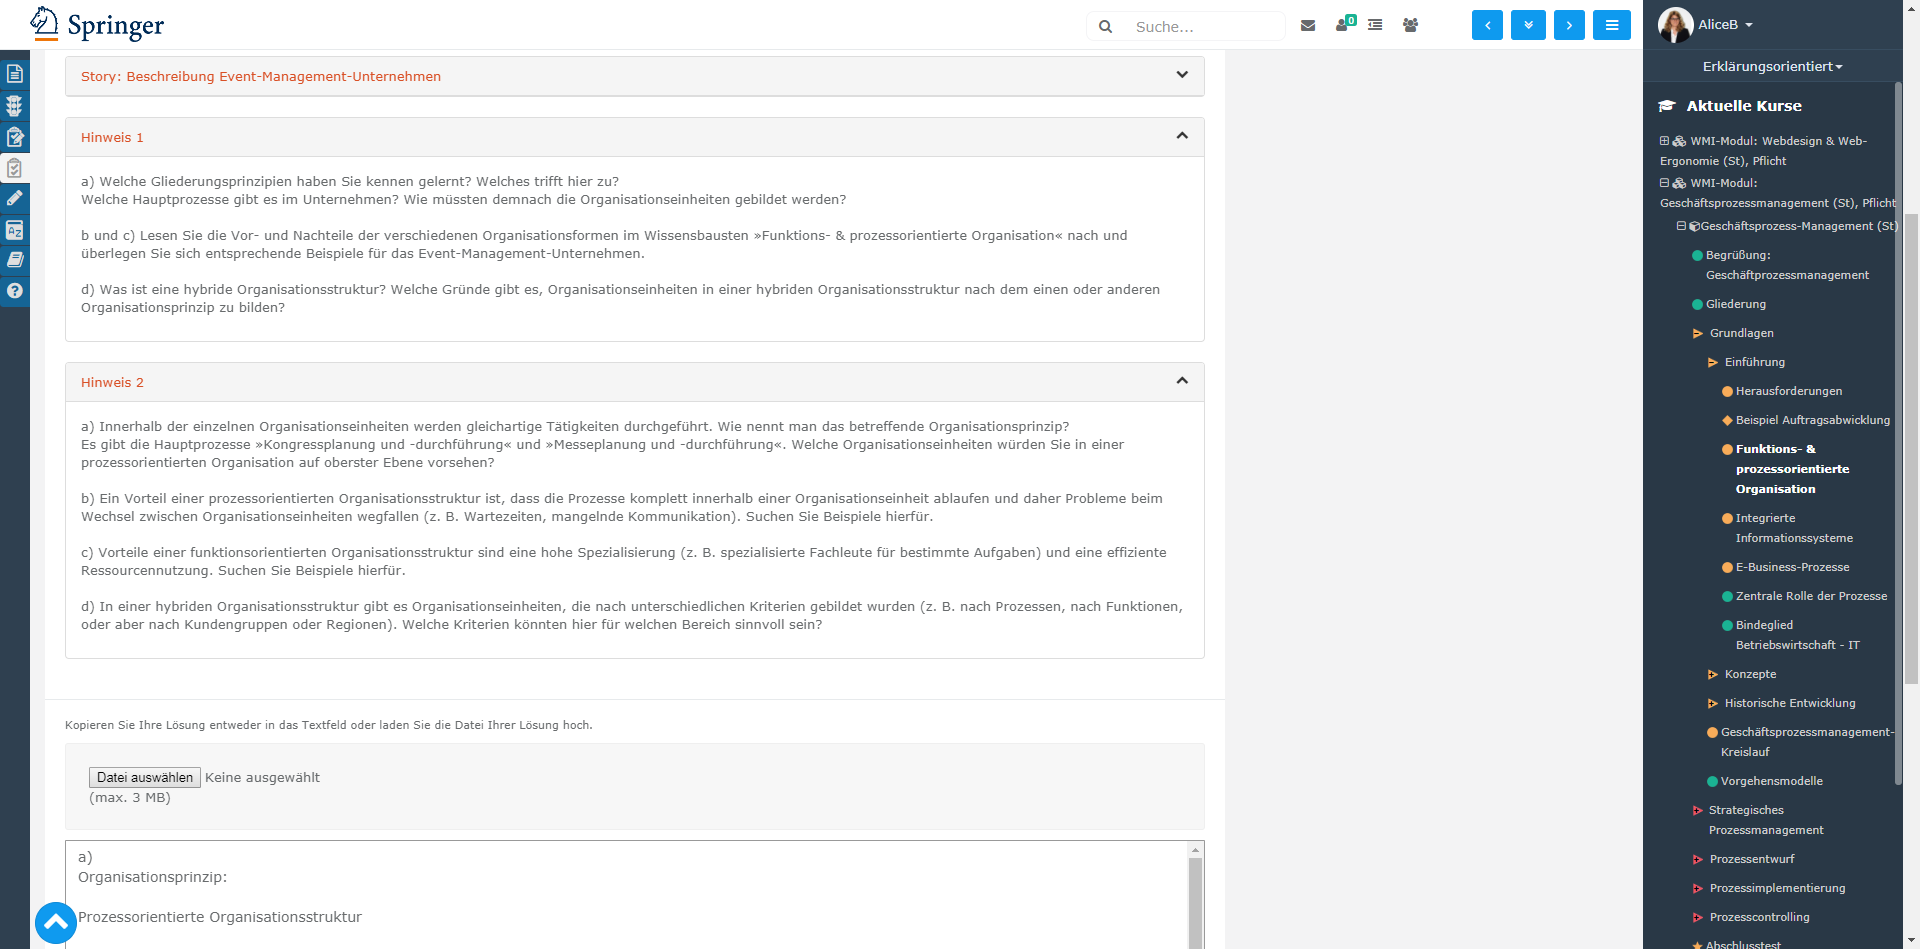 Springer
Suche...
0
AliceB
Erklärungsorientiert
Story: Beschreibung Event-Management-Unternehmen
Hinweis 1
a) Welche Gliederungsprinzipien haben Sie kennen gelernt? Welches trifft hier zu?
Welche Hauptprozesse gibt es im Unternehmen? Wie müssten demnach die Organisationseinheiten gebildet werden?
b und c) Lesen Sie die Vor- und Nachteile der verschiedenen Organisationsformen im Wissensbausten »Funktions- & prozessorientierte Organisation« nach und
überlegen Sie sich entsprechende Beispiele für das Event-Management-Unternehmen.
d) Was ist eine hybride Organisationsstruktur? Welche Gründe gibt es, Organisationseinheiten in einer hybriden Organisationsstruktur nach dem einen oder anderen
Organisationsprinzip zu bilden?
Hinweis 2
a) Innerhalb der einzelnen Organisationseinheiten werden gleichartige Tätigkeiten durchgeführt. Wie nennt man das betreffende Organisationsprinzip?
Es gibt die Hauptprozesse »Kongressplanung und -durchführung« und »Messeplanung und -durchführung«. Welche Organisationseinheiten würden Sie in einer
prozessorientierten Organisation auf oberster Ebene vorsehen?
b) Ein Vorteil einer prozessorientierten Organisationsstruktur ist, dass die Prozesse komplett innerhalb einer Organisationseinheit ablaufen und daher Probleme beim
Wechsel zwischen Organisationseinheiten wegfallen (z. B. Wartezeiten, mangelnde Kommunikation). Suchen Sie Beispiele hierfür.
c) Vorteile einer funktionsorientierten Organisationsstruktur sind eine hohe Spezialisierung (z. B. spezialisierte Fachleute für bestimmte Aufgaben) und eine effiziente
Ressourcennutzung. Suchen Sie Beispiele hierfür.
d) In einer hybriden Organisationsstruktur gibt es Organisationseinheiten, die nach unterschiedlichen Kriterien gebildet wurden (z. B. nach Prozessen, nach Funktionen,
oder aber nach Kundengruppen oder Regionen). Welche Kriterien könnten hier für welchen Bereich sinnvoll sein?
Kopieren Sie Ihre Lösung entweder in das Textfeld oder laden Sie die Datei Ihrer Lösung hoch.
Datei auswählen Keine ausgewählt
(max. 3 MB)
a)
Organisationsprinzip:
Prozessorientierte Organisationsstruktur
Aktuelle Kurse
WMI-Modul: Webdesign & Web-
Ergonomie (St), Pflicht
WMI-Modul:
Geschäftsprozessmanagement (St), Pflicht
Geschäftsprozess-Management (St)
Begrüßung:
Geschäftprozessmanagement
Gliederung
Grundlagen
Einführung
Herausforderungen
Beispiel Auftragsabwicklung
Funktions- &
prozessorientierte
Organisation
Integrierte
Informationssysteme
E-Business-Prozesse
Zentrale Rolle der Prozesse
Bindeglied
Betriebswirtschaft - IT
Konzepte
Historische Entwicklung
Geschäftsprozessmanagement-
Kreislauf
Vorgehensmodelle
Strategisches
Prozessmanagement
Prozessentwurf
Prozessimplementierung
Prozesscontrolling
Abschlusstest